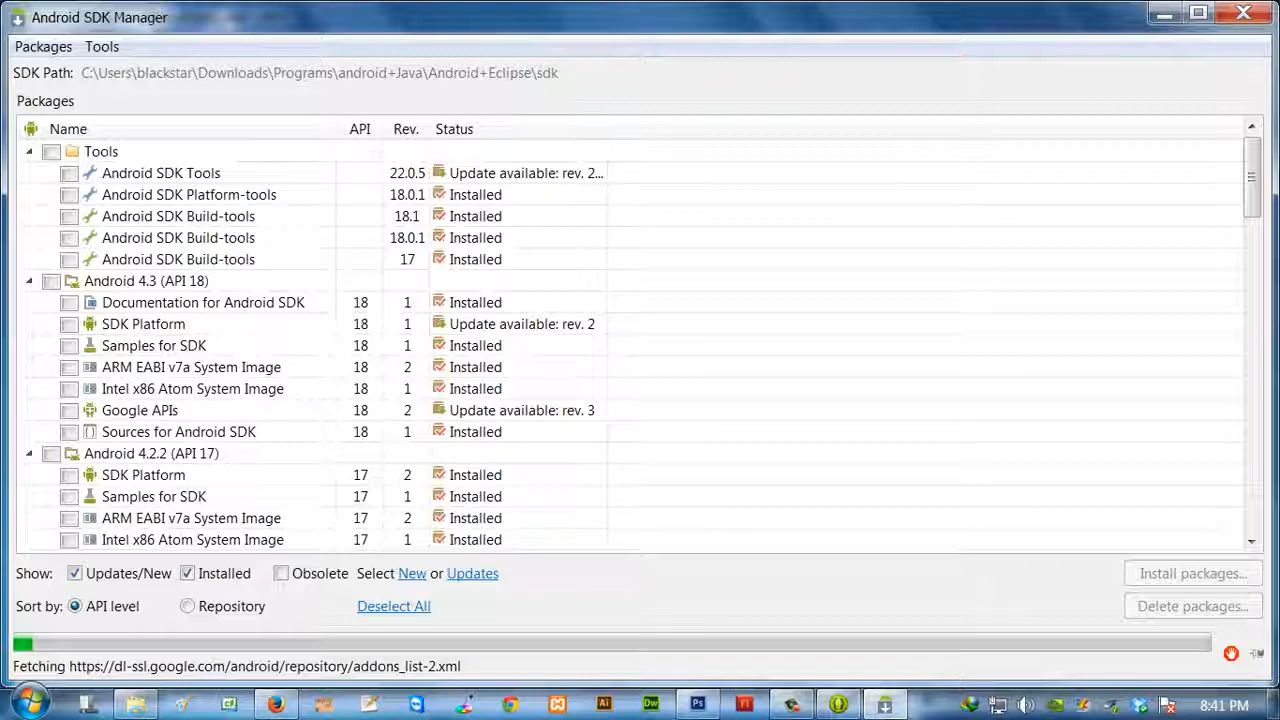 Android SDK Manager
Packages Tools
SDK Path: C:\Users\blackstar\Downloads\Programs\android+Java\Android+Eclipse\sdk
Packages
Name API Rev. Status
Tools
Android SDK Tools 22.0.5 Update available: rev. 2...
Android SDK Platform-tools 18.0.1 Installed
Android SDK Build-tools 18.1 Installed
Android SDK Build-tools 18.0.1 Installed
Android SDK Build-tools 17 Installed
Android 4.3 (API 18)
Documentation for Android SDK 18 1 Installed
SDK Platform 18 1 Update available: rev. 2
Samples for SDK 18 1 Installed
ARM EABI v7a System Image 18 2 Installed
Intel x86 Atom System Image 18 1 Installed
Google APIs 18 2 Update available: rev. 3
Sources for Android SDK 18 1 Installed
Android 4.2.2 (API 17)
SDK Platform 17 2 Installed
Samples for SDK 17 1 Installed
ARM EABI v7a System Image 17 2 Installed
Intel x86 Atom System Image 17 1 Installed
Show: Updates/New Installed Obsolete Select New or Updates Install packages...
Sort by: API level Repository Deselect All Delete packages...
Fetching https://dl-ssl.google.com/android/repository/addons_list-2.xml
Ai Dw Ps Fl 8:41 PM